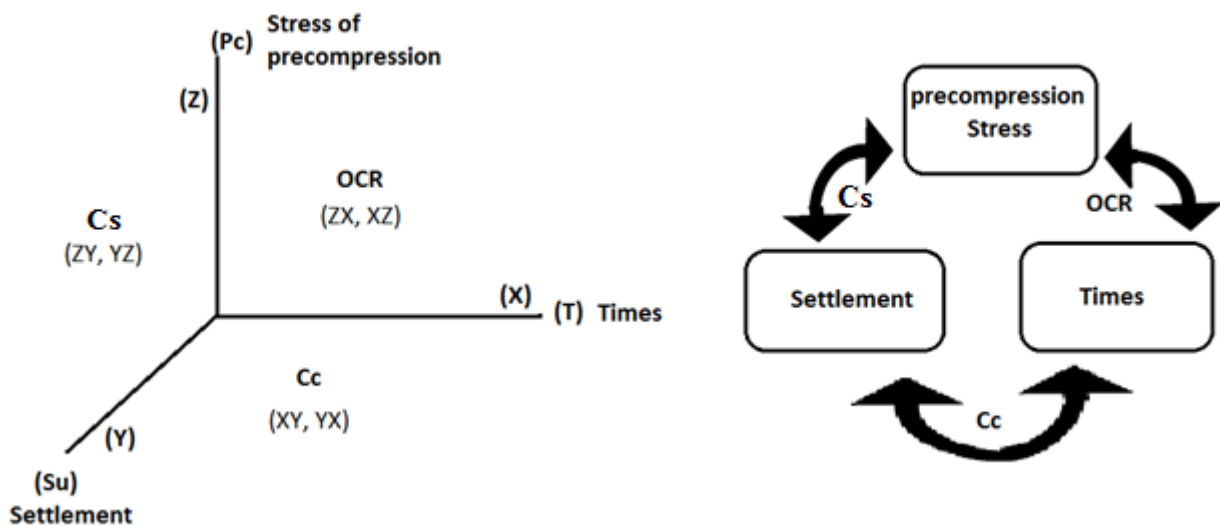 (Pc) Stress of
precompression
(Z)
OCR
(ZX, XZ)
Cs
(ZY, YZ)
(X)
(T) Times
Cc
(XY, YX)
(Y)
(Su)
Settlement
precompression
Stress
Cs
OCR
Settlement
Times
Cc